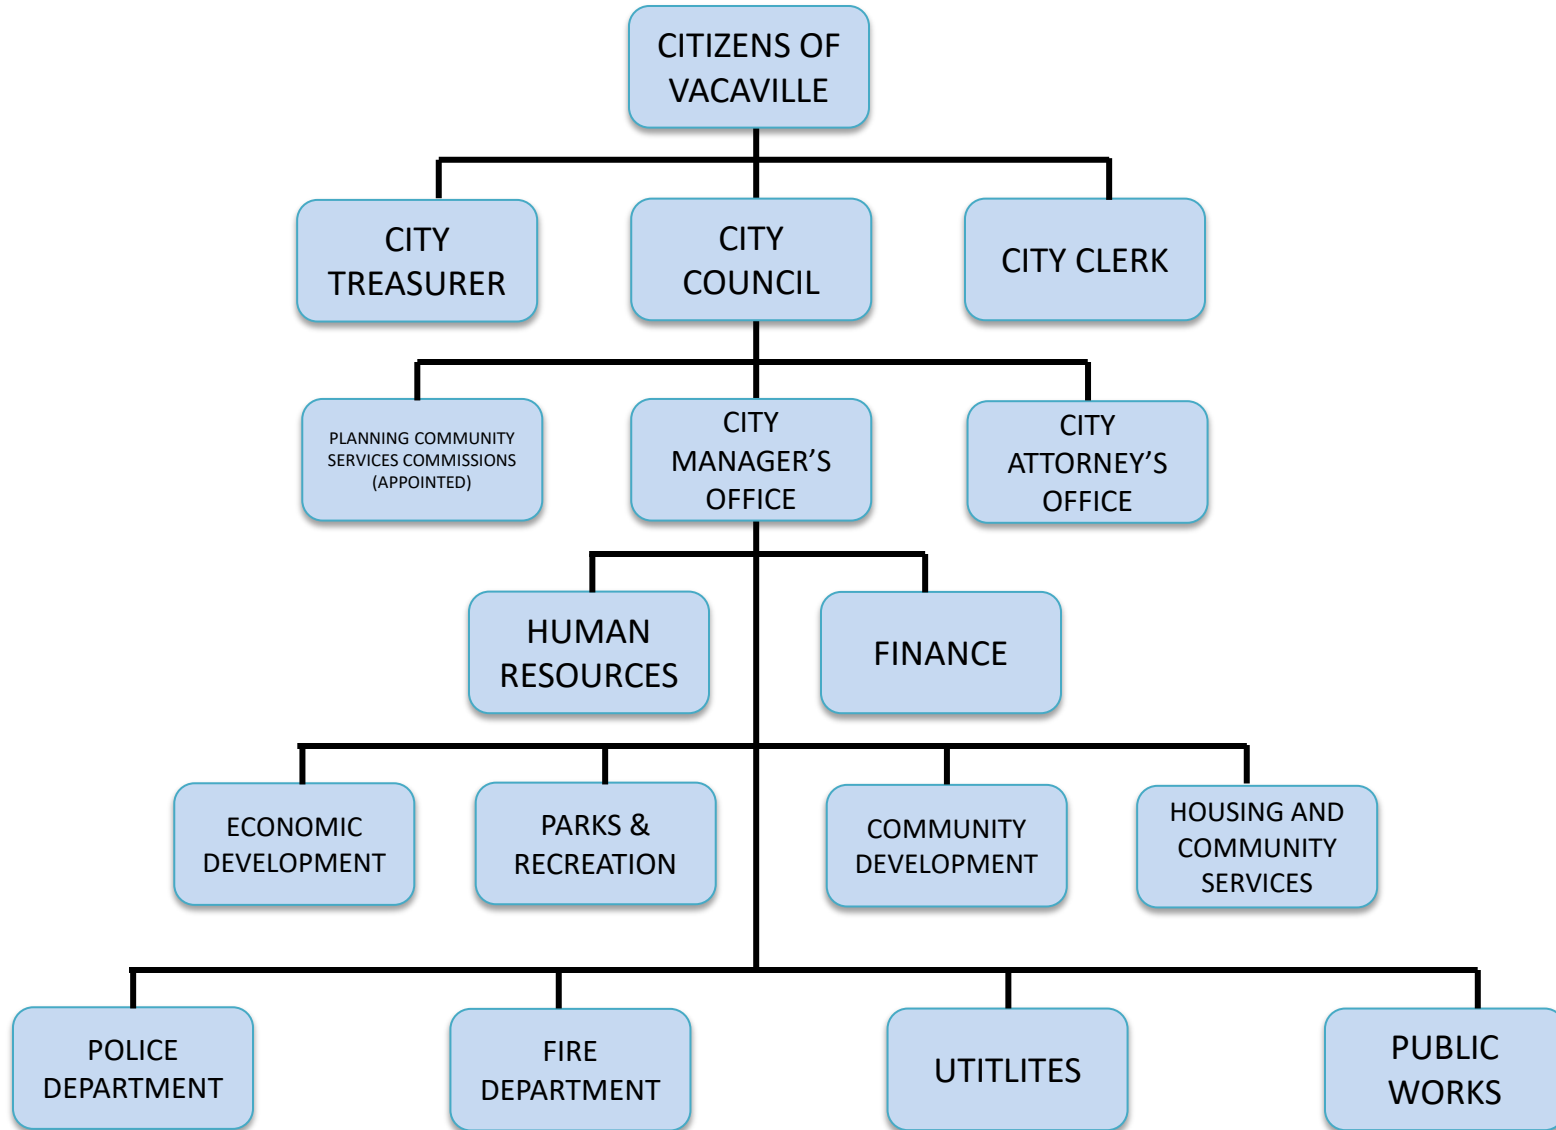 CITIZENS OF
VACAVILLE
CITY
TREASURER
CITY
COUNCIL
CITY CLERK
PLANNING COMMUNITY
SERVICES COMMISSIONS
(APPOINTED)
CITY
MANAGER’S
OFFICE
CITY
ATTORNEY’S
OFFICE
HUMAN
RESOURCES
FINANCE
ECONOMIC
DEVELOPMENT
PARKS &
RECREATION
COMMUNITY
DEVELOPMENT
HOUSING AND
COMMUNITY
SERVICES
POLICE
DEPARTMENT
FIRE
DEPARTMENT
UTITLITES
PUBLIC
WORKS